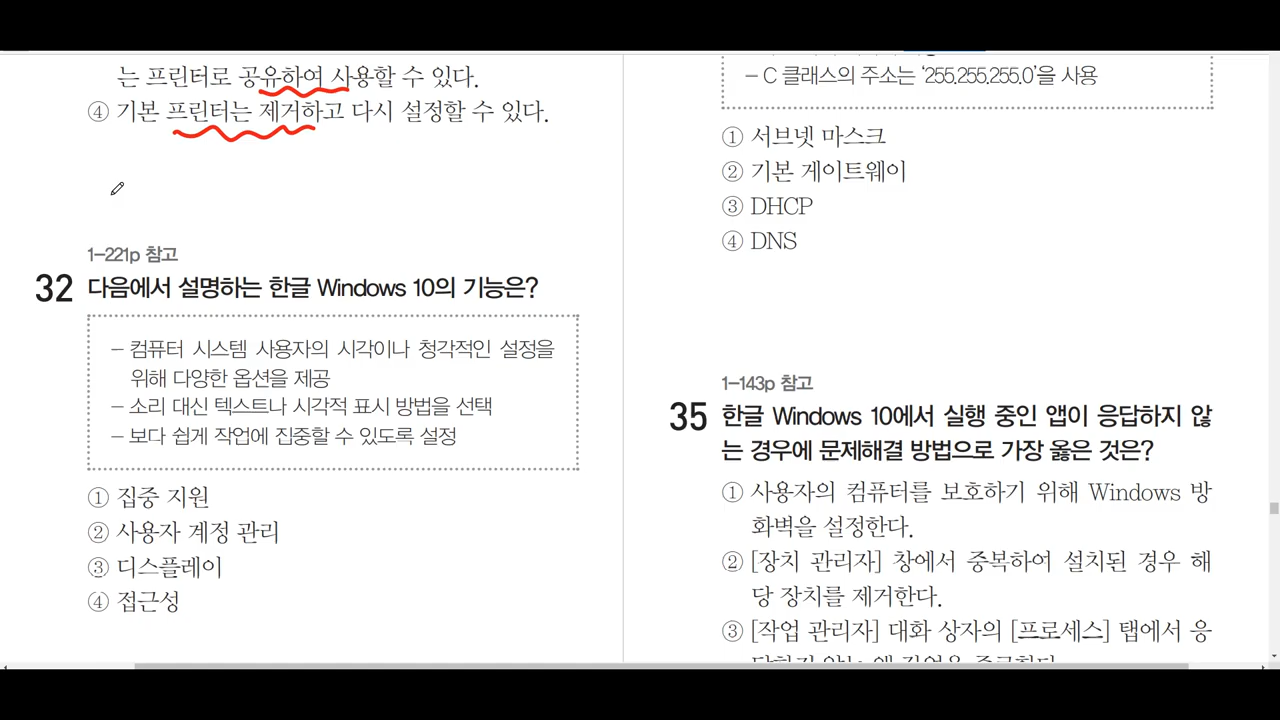 는 프린터로 공유하여 사용할 수 있다.
④ 기본 프린터는 제거하고 다시 설정할 수 있다.
1-221p 참고
32 다음에서 설명하는 한글 Windows 10의 기능은?
– 컴퓨터 시스템 사용자의 시각이나 청각적인 설정을
위해 다양한 옵션을 제공
– 소리 대신 텍스트나 시각적 표시 방법을 선택
– 보다 쉽게 작업에 집중할 수 있도록 설정
① 집중 지원
② 사용자 계정 관리
③ 디스플레이
④ 접근성
– C 클래스의 주소는 ‘255.255.255.0’을 사용
① 서브넷 마스크
② 기본 게이트웨이
③ DHCP
④ DNS
1-143p 참고
35 한글 Windows 10에서 실행 중인 앱이 응답하지 않
는 경우에 문제해결 방법으로 가장 옳은 것은?
① 사용자의 컴퓨터를 보호하기 위해 Windows 방
화벽을 설정한다.
② [장치 관리자] 창에서 중복하여 설치된 경우 해
당 장치를 제거한다.
③ [작업 관리자] 대화 상자의 [프로세스] 탭에서 응